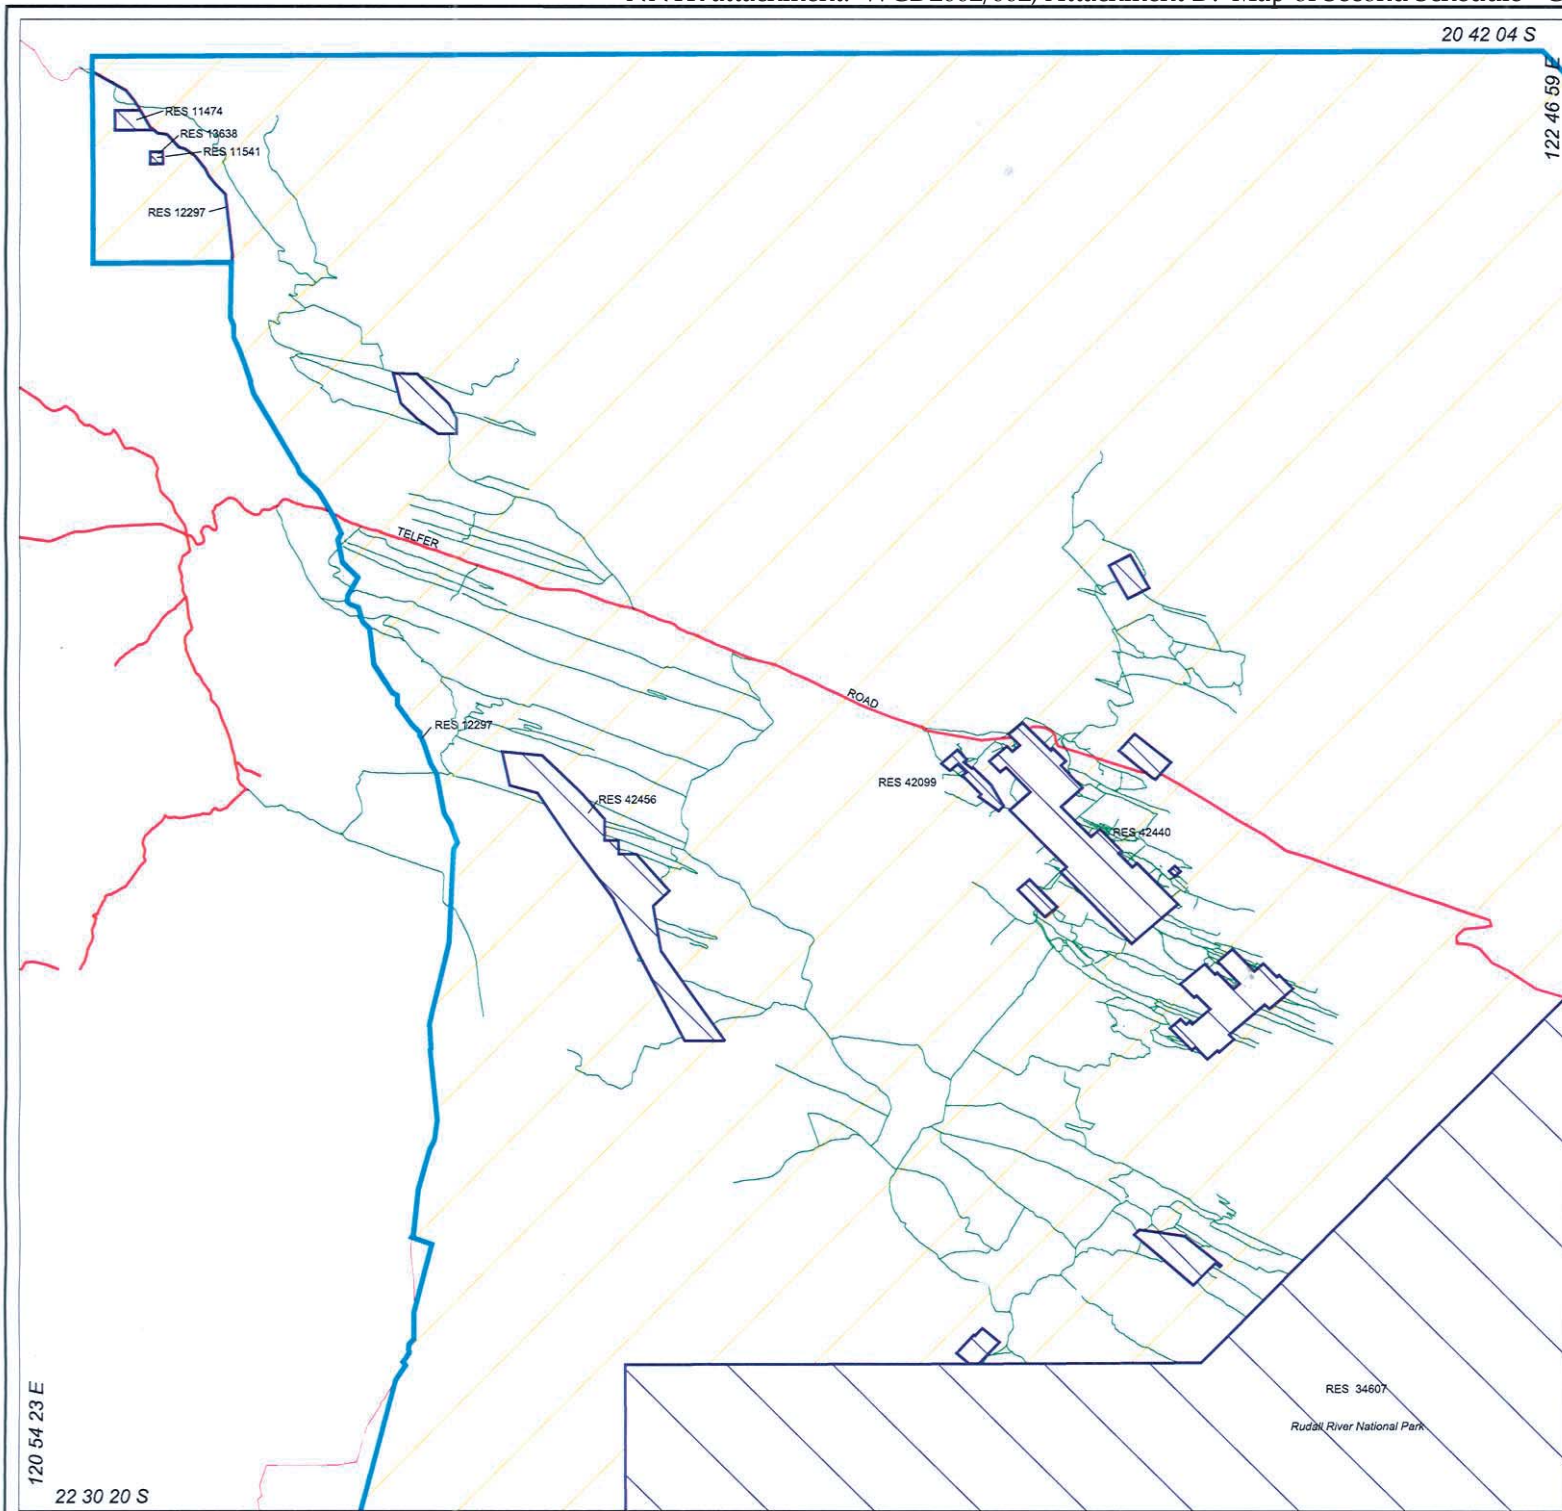 20 42 04 S
122 46 59 E
RES 11474
RES 13638
RES 11541
RES 12297
TELFER
ROAD
RES 12297
RES 42456
RES 42099
RES 42440
RES 34607
Rudall River National Park
120 54 23 E
22 30 20 S